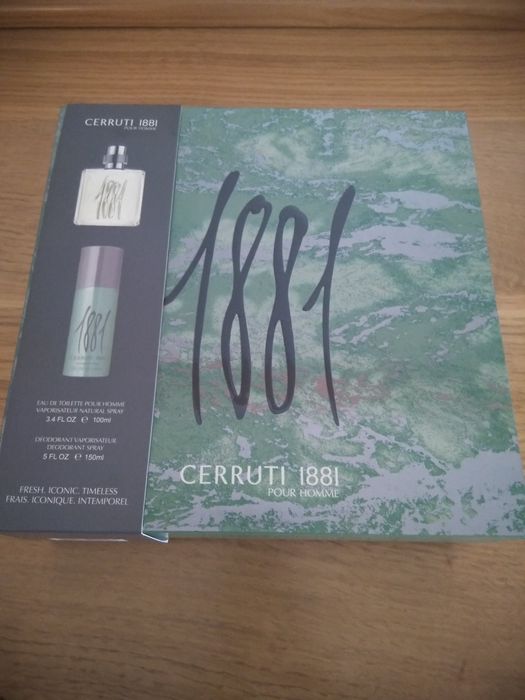 CERRUTI 1881
POUR HOMME
1881
1881
CERRUTI 1881
EAU DE TOILETTE POUR HOMME
VAPORISATEUR NATURAL SPRAY
3.4 FL OZ ℮ 100ml
DEODORANT VAPORISATEUR
DEODORANT SPRAY
5 FL OZ ℮ 150ml
FRESH. ICONIC. TIMELESS
FRAIS. ICONIQUE. INTEMPOREL
1881
CERRUTI 1881
POUR HOMME